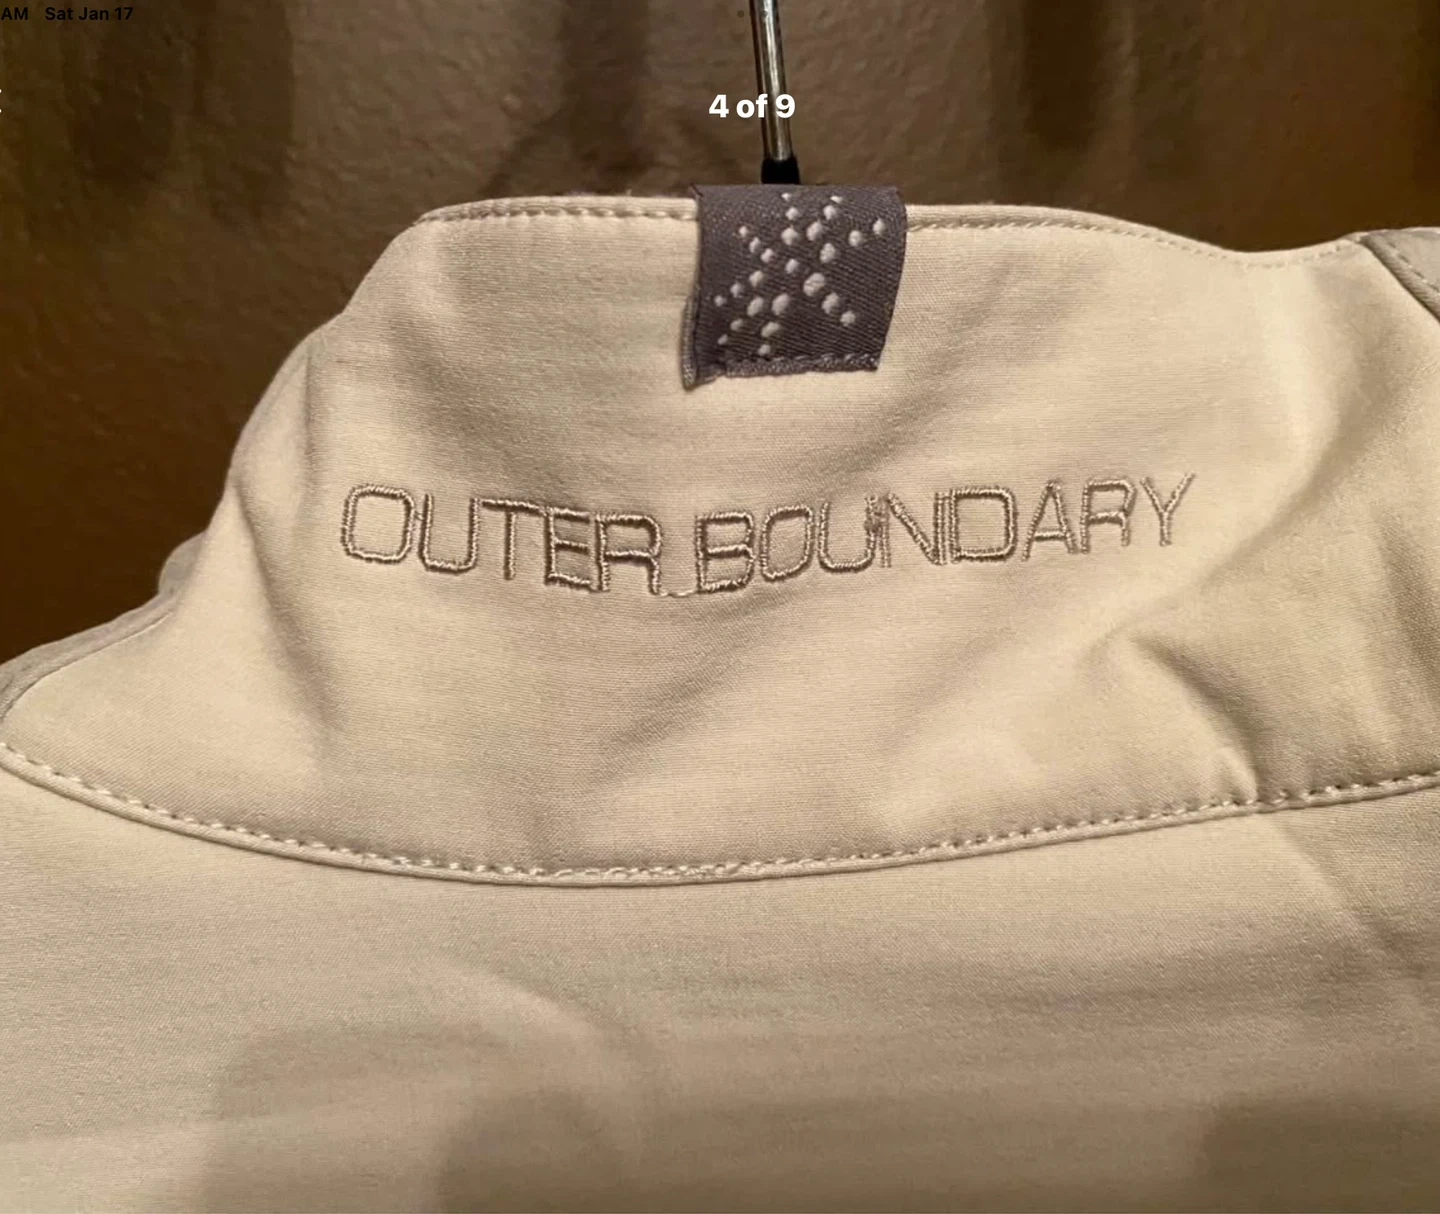 AM Sat Jan 17
4 of 9
OUTER BOUNDARY